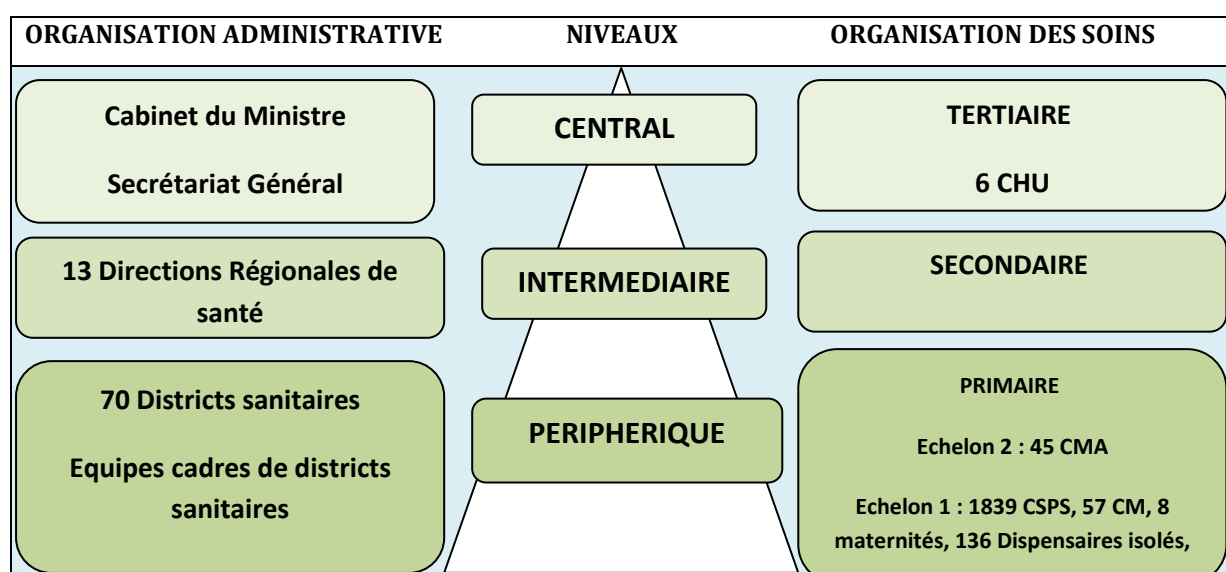 ORGANISATION ADMINISTRATIVE
NIVEAUX
ORGANISATION DES SOINS
Cabinet du Ministre
Secrétariat Général
CENTRAL
TERTIAIRE
6 CHU
13 Directions Régionales de
santé
INTERMEDIAIRE
SECONDAIRE
70 Districts sanitaires
Equipes cadres de districts
sanitaires
PERIPHERIQUE
PRIMAIRE
Echelon 2 : 45 CMA
Echelon 1 : 1839 CSPS, 57 CM, 8
maternités, 136 Dispensaires isolés,